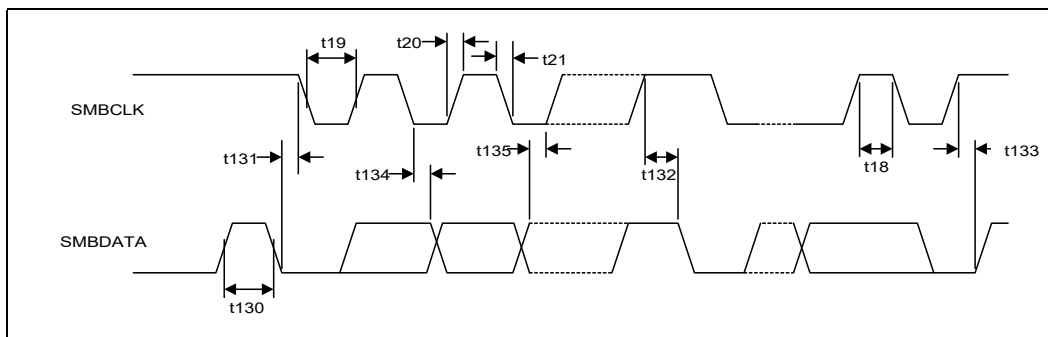 t19
t20
t21
SMBCLK
t131
t135
t134
t132
t18
t133
SMBDATA
t130